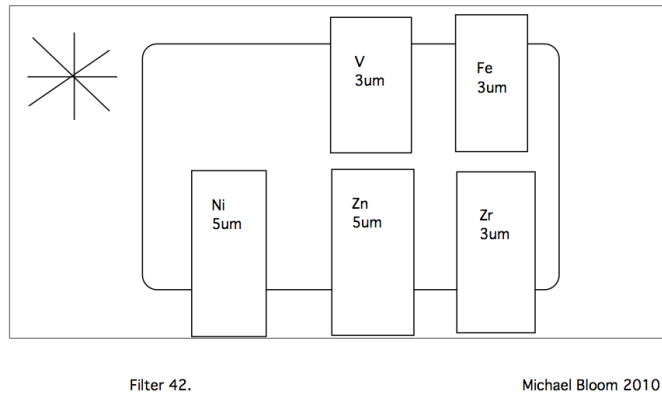 V
3um
Fe
3um
Ni
5um
Zn
5um
Zr
3um
Filter 42.
Michael Bloom 2010